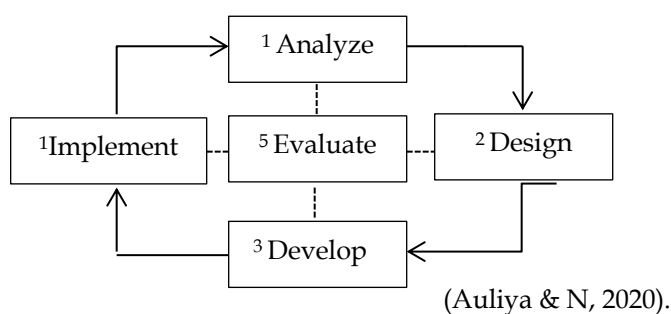 1 Analyze
1Implement
5 Evaluate
2 Design
3 Develop
(Auliya & N, 2020).